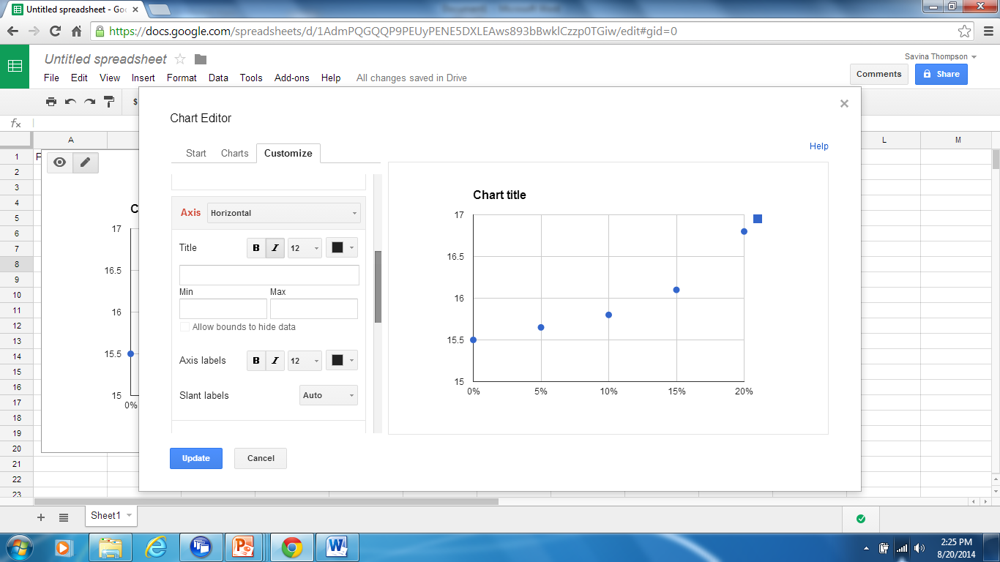 Untitled spreadsheet - Goo
https://docs.google.com/spreadsheets/d/1AdmPQGQQP9PEUyPENE5DXLEAws893bBwklCzzp0TGiw/edit#gid=0
Untitled spreadsheet
Savina Thompson
File Edit View Insert Format Data Tools Add-ons Help All changes saved in Drive
Comments
Share
$
fx
A L M
1
2
3
4
5
6
7
8
9
10
11
12
13
14
15
16
17
18
19
20
21
22
23
17
16.5
16
15.5
15
0%
Chart Editor
Start Charts Customize
Help
Axis Horizontal
Title B I 12
Min Max
Allow bounds to hide data
Axis labels B I 12
Slant labels Auto
Update Cancel
Chart title
17
16.5
16
15.5
15
0% 5% 10% 15% 20%
Sheet1
2:25 PM
8/20/2014